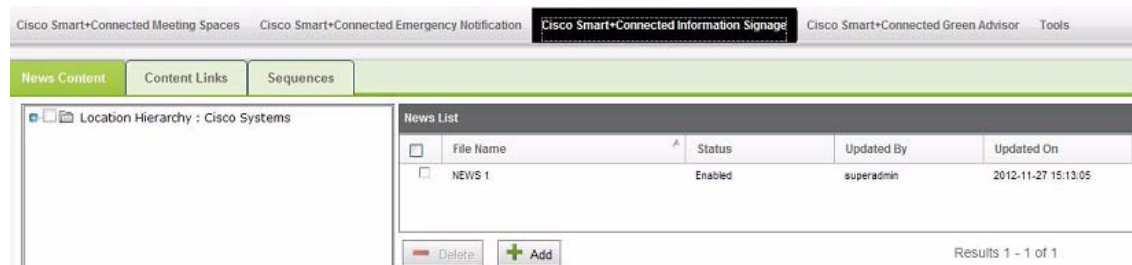 Cisco Smart+Connected Meeting Spaces Cisco Smart+Connected Emergency Notification Cisco Smart+Connected Information Signage Cisco Smart+Connected Green Advisor Tools
News Content Content Links Sequences
Location Hierarchy : Cisco Systems
News List
File Name Status Updated By Updated On
NEWS 1 Enabled superadmin 2012-11-27 15:13:05
Delete Add Results 1 - 1 of 1